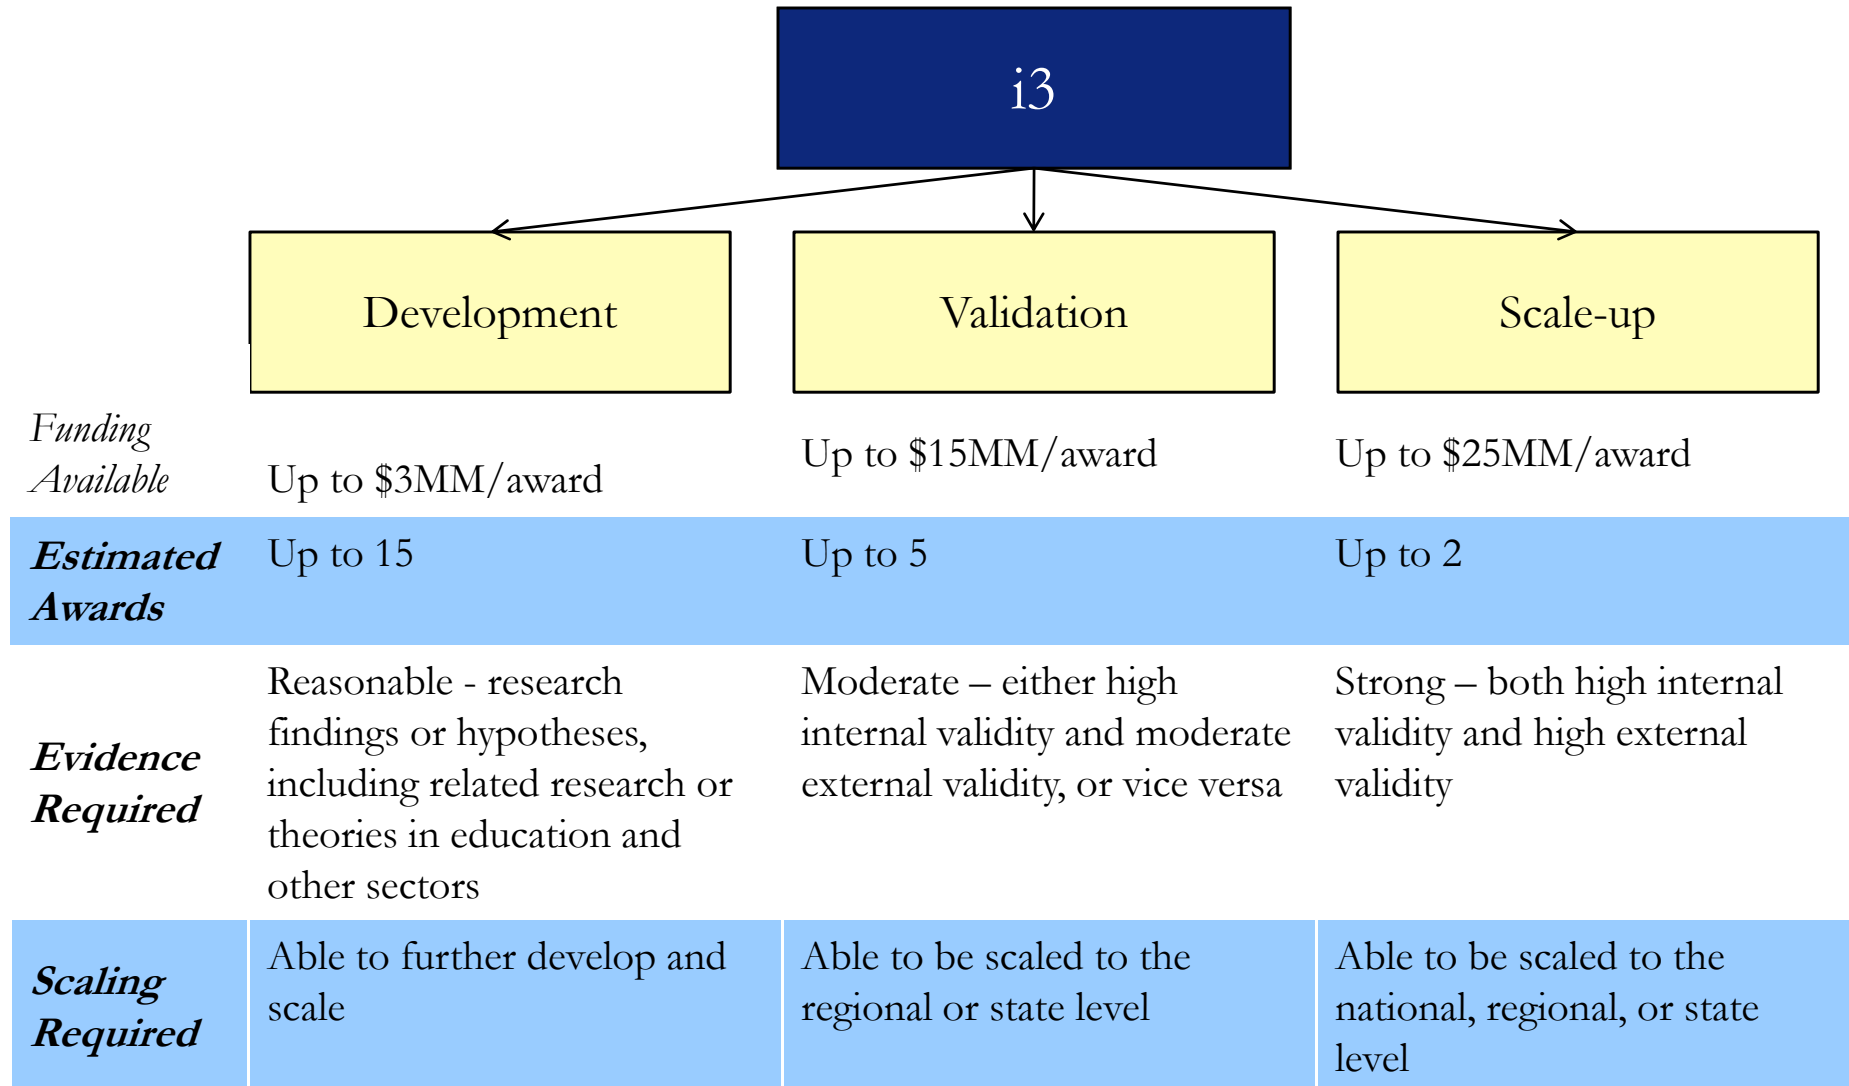 i3
Development
Validation
Scale-up
Funding
Available
Up to $3MM/award
Up to $15MM/award
Up to $25MM/award
Estimated
Awards
Up to 15
Up to 5
Up to 2
Evidence
Required
Reasonable - research
findings or hypotheses,
including related research or
theories in education and
other sectors
Moderate – either high
internal validity and moderate
external validity, or vice versa
Strong – both high internal
validity and high external
validity
Scaling
Required
Able to further develop and
scale
Able to be scaled to the
regional or state level
Able to be scaled to the
national, regional, or state
level